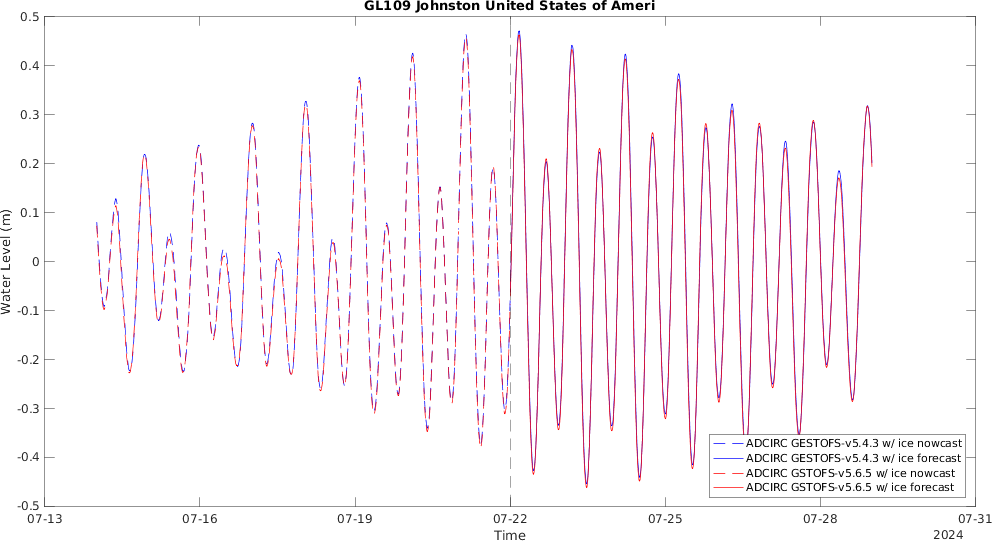 GL109 Johnston United States of Ameri
0.5
0.4
0.3
0.2
0.1
0
-0.1
-0.2
-0.3
-0.4
-0.5
Water Level (m)
ADCIRC GESTOFS-v5.4.3 w/ ice nowcast
ADCIRC GESTOFS-v5.4.3 w/ ice forecast
ADCIRC GSTOFS-v5.6.5 w/ ice nowcast
ADCIRC GSTOFS-v5.6.5 w/ ice forecast
07-13 07-16 07-19 07-22 07-25 07-28 07-31
Time
2024